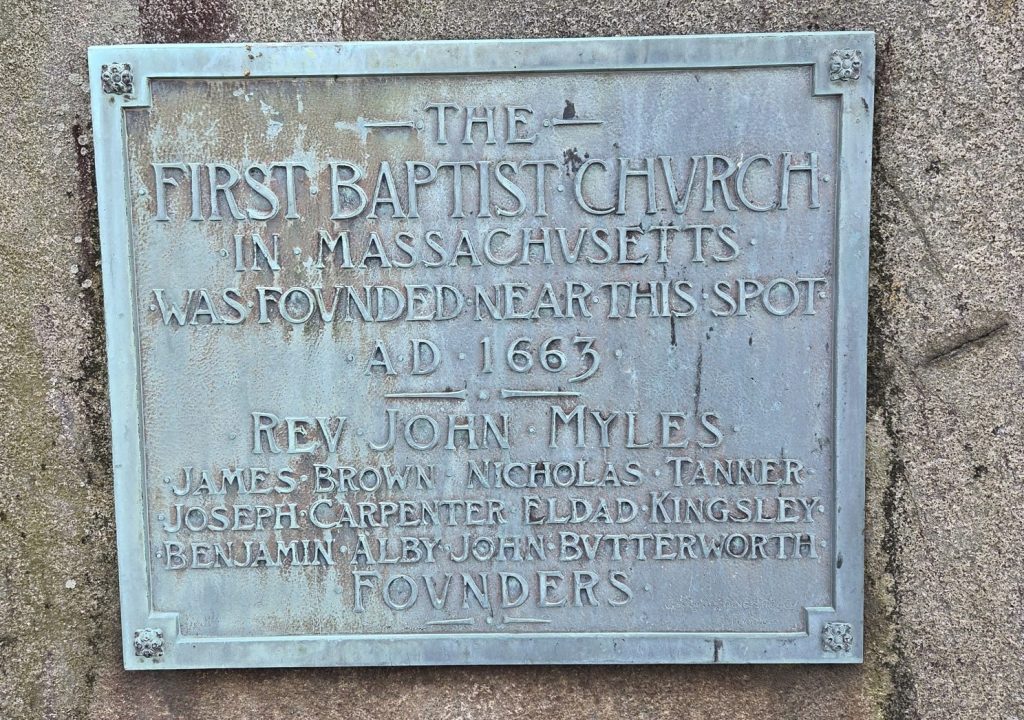 THE
FIRST BAPTIST CHVRCH
IN · MASSACHVSETTS
WAS · FOVNDED · NEAR · THIS · SPOT
· A · D · 1663 ·
REV · JOHN · MYLES ·
· JAMES · BROWN · NICHOLAS · TANNER ·
· JOSEPH · CARPENTER · ELDAD · KINGSLEY ·
· BENJAMIN · ALBY · JOHN · BVTTERWORTH ·
· FOVNDERS ·